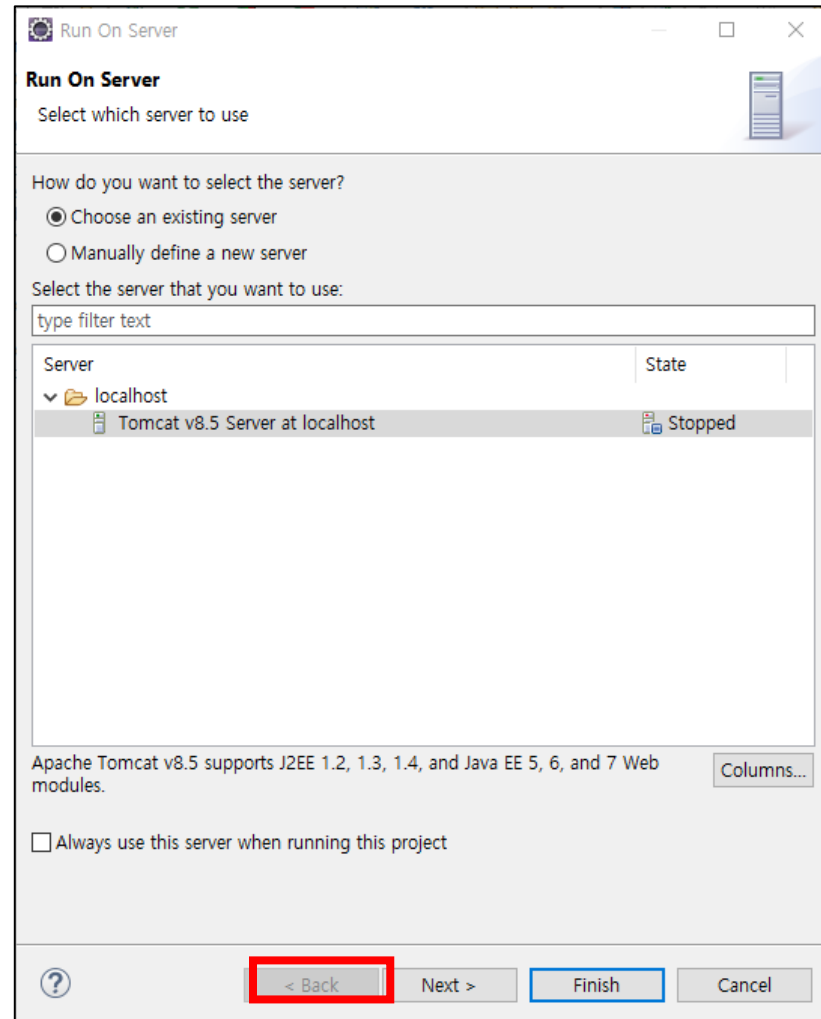 Run On Server
Run On Server
Select which server to use
How do you want to select the server?
Choose an existing server
Manually define a new server
Select the server that you want to use:
type filter text
Server State
localhost
Tomcat v8.5 Server at localhost Stopped
Apache Tomcat v8.5 supports J2EE 1.2, 1.3, 1.4, and Java EE 5, 6, and 7 Web
modules.
Columns...
Always use this server when running this project
? < Back Next > Finish Cancel